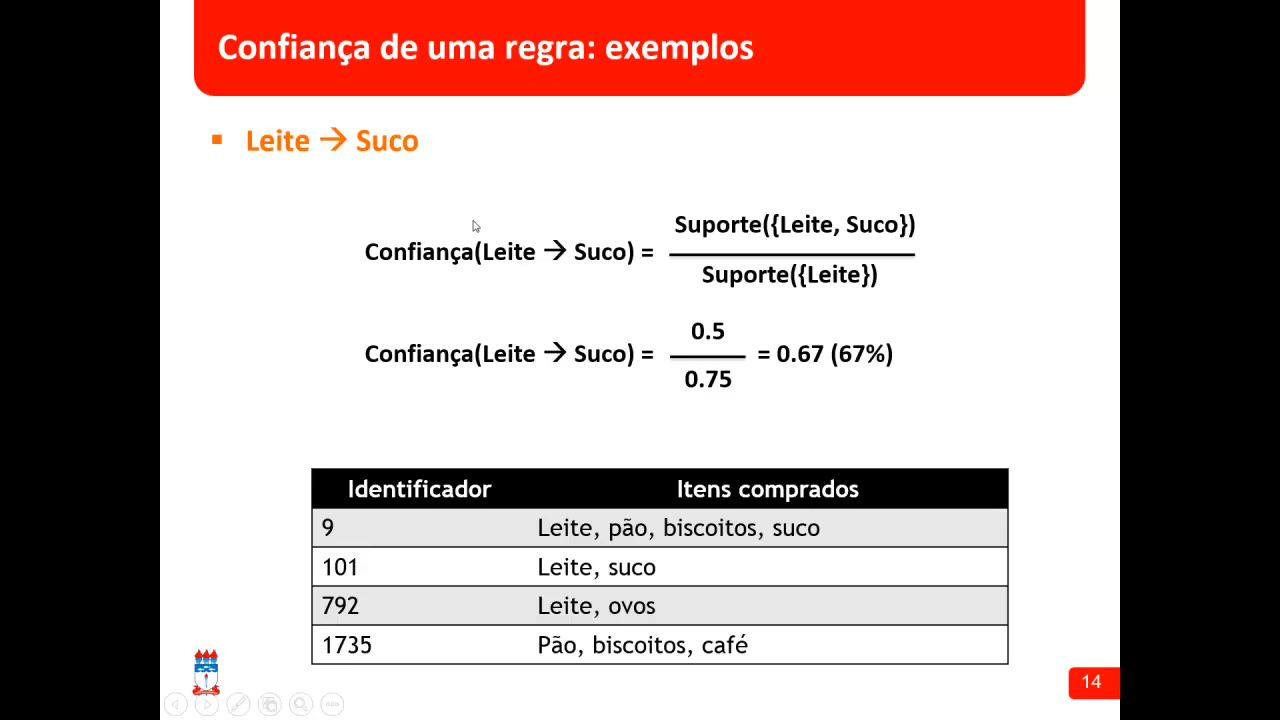 Confiança de uma regra: exemplos
▪ Leite → Suco
Confiança(Leite → Suco) = Suporte({Leite, Suco})
Suporte({Leite})
Confiança(Leite → Suco) = 0.5
0.75
= 0.67 (67%)
Identificador Itens comprados
9 Leite, pão, biscoitos, suco
101 Leite, suco
792 Leite, ovos
1735 Pão, biscoitos, café
14